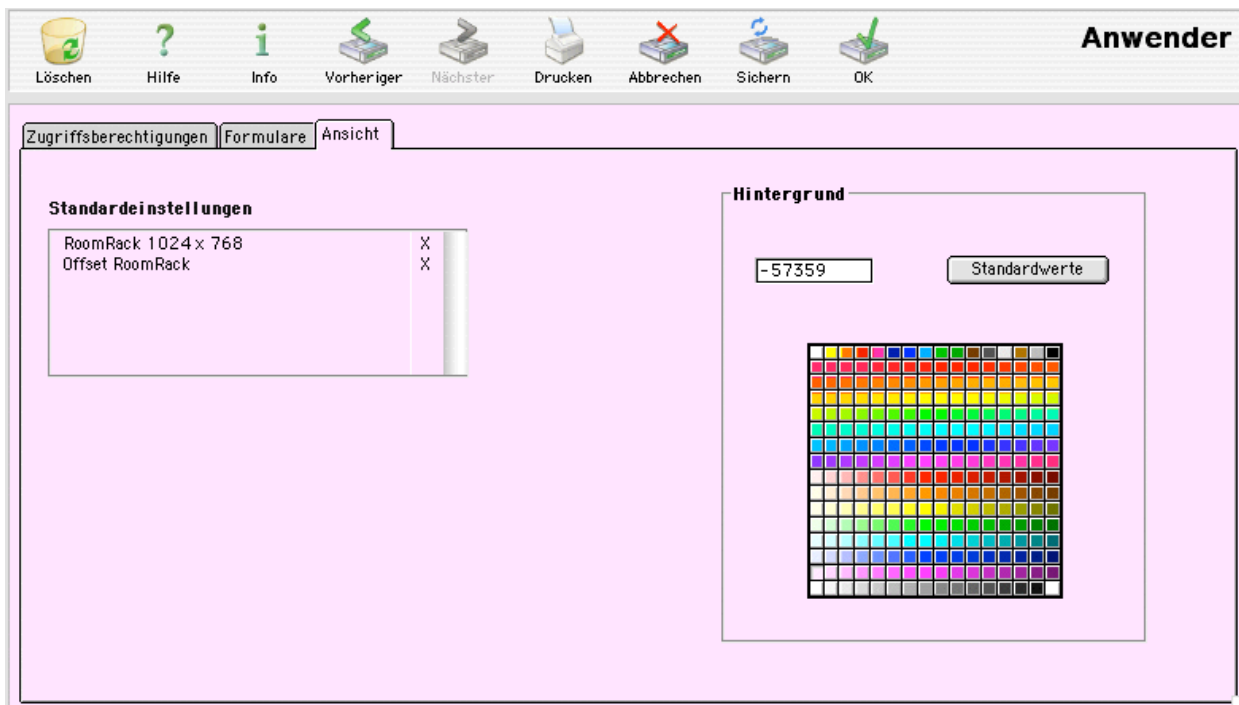 Anwender
Löschen Hilfe Info Vorheriger Nächster Drucken Abbrechen Sichern OK
Zugriffsberechtigungen Formulare Ansicht
Standardeinstellungen
RoomRack 1024 x 768 X
Offset RoomRack X
Hintergrund
-57359 Standardwerte